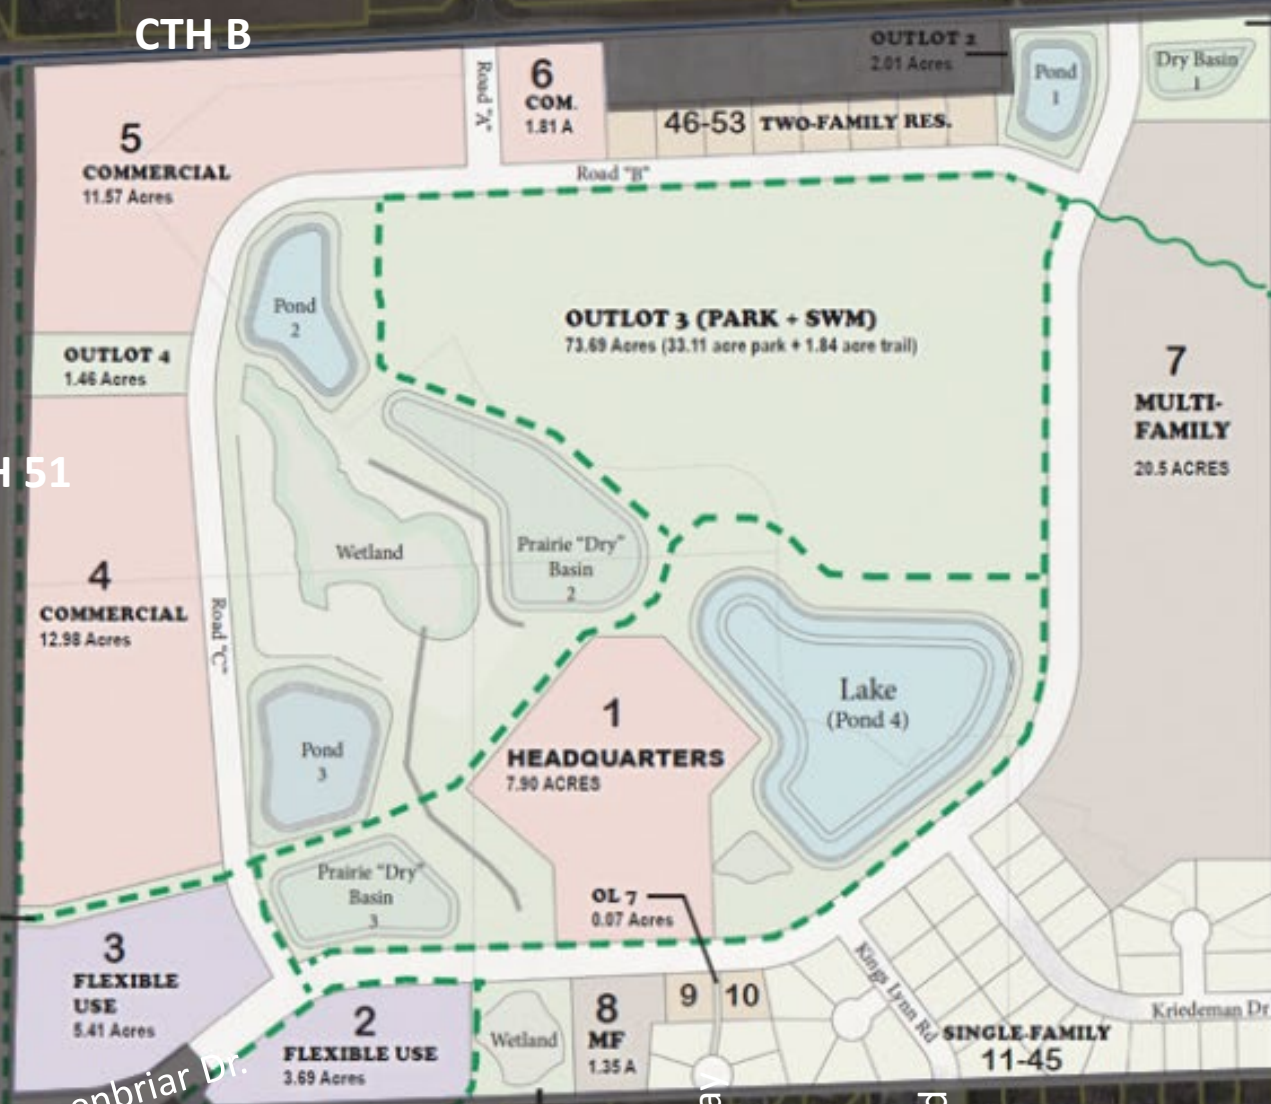 CTH B
OUTLOT 2
2.01 Acres
Pond
1
Dry Basin
1
6
COM.
1.81 A
Road "A"
5
COMMERCIAL
11.57 Acres
46-53 TWO-FAMILY RES.
Road "B"
Pond
2
OUTLOT 3 (PARK + SWM)
73.69 Acres (33.11 acre park + 1.84 acre trail)
OUTLOT 4
1.46 Acres
7
MULTI-
FAMILY
20.5 ACRES
H 51
Wetland
Prairie "Dry"
Basin
2
4
COMMERCIAL
12.98 Acres
Road "C"
Lake
(Pond 4)
1
HEADQUARTERS
7.90 ACRES
Pond
3
Prairie "Dry"
Basin
3
OL 7
0.07 Acres
3
FLEXIBLE
USE
5.41 Acres
2
FLEXIBLE USE
3.69 Acres
Wetland
8
MF
1.35 A
9
10
Kings Lynn Rd
Kriedeman Dr
SINGLE-FAMILY
11-45
enbriar Dr.
ay
d